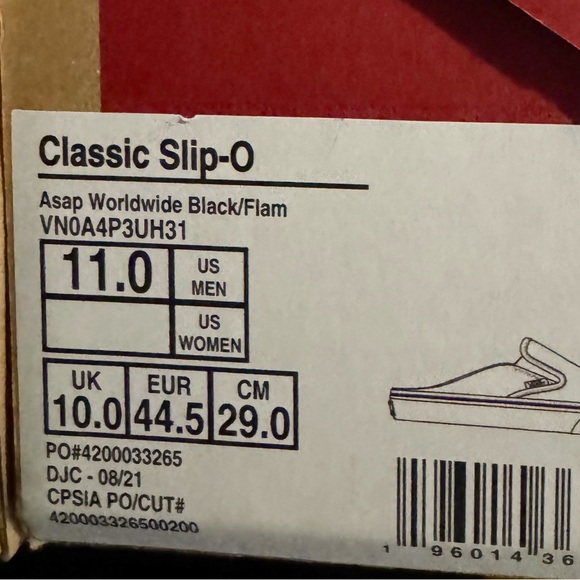 Classic Slip-O
Asap Worldwide Black/Flam
VN0A4P3UH31
11.0 US MEN
US WOMEN
UK EUR CM
10.0 44.5 29.0
PO#4200033265
DJC - 08/21
CPSIA PO/CUT#
420003326500200
1 96014 36